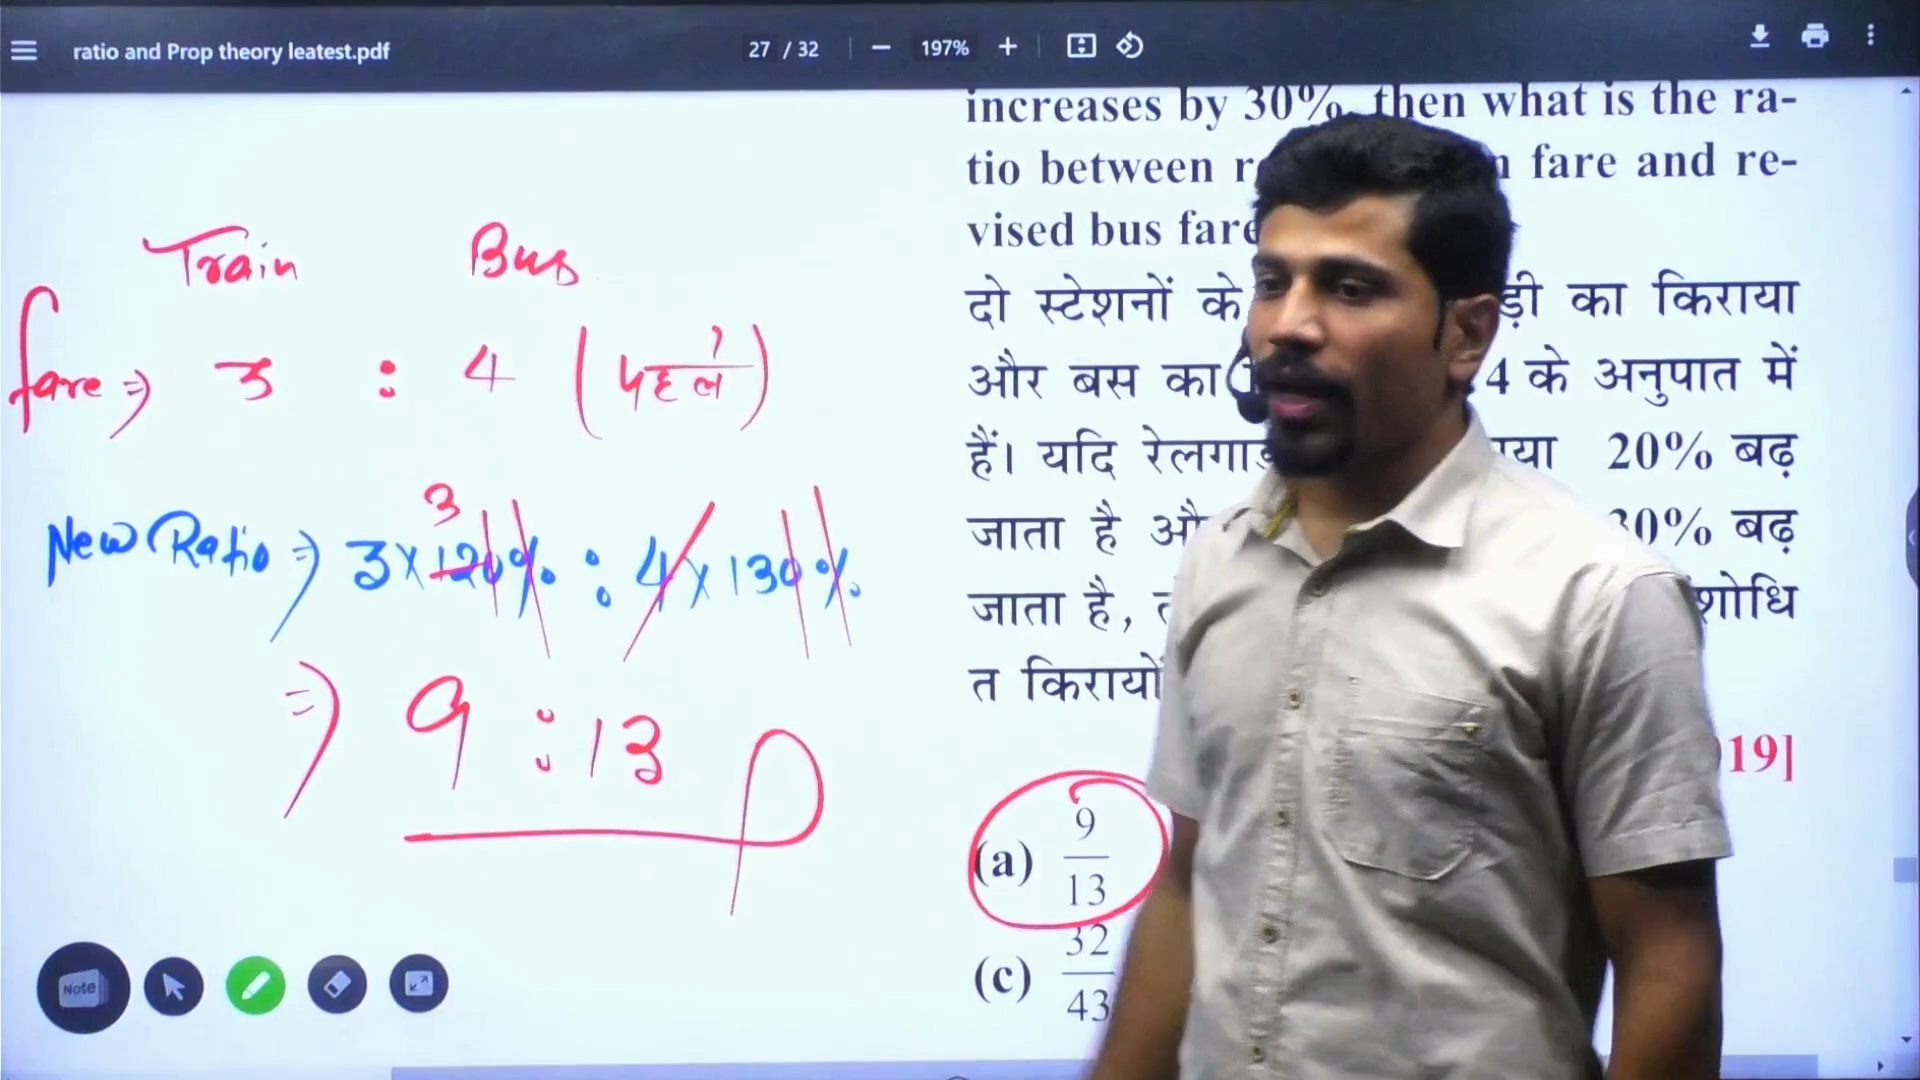 ratio and Prop theory leatest.pdf
27 / 32
197%
increases by 30%, then what is the ra-
tio between fare and re-
vised bus fare
दो स्टेशनों के ड़ी का किराया
और बस का 4 के अनुपात में
हैं। यदि रेलगाड़ 20% बढ़
जाता है औ 30% बढ़
जाता है, शोधि
त किरायों
19]
(a) 9/13
(c) 32/43
Train Bus
fare ⇒ 3 : 4 (पहले)
3
New Ratio ⇒ 3 × 120% : 4 × 130%
⇒ 9 : 13
Note